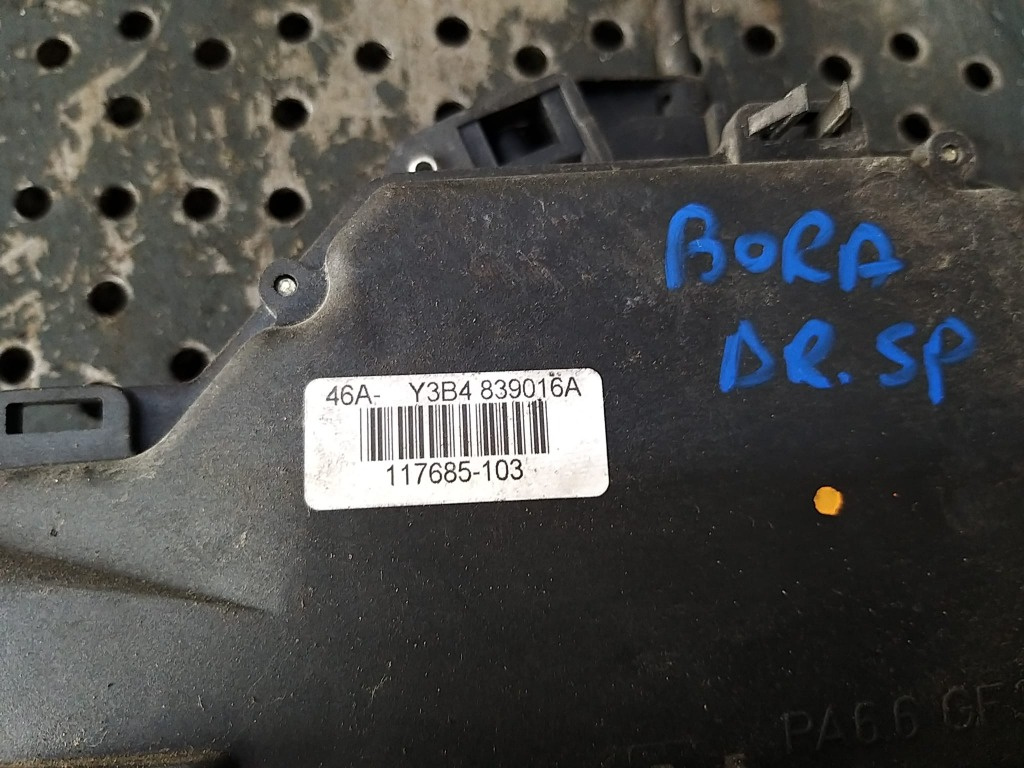 BORA
DR. SP
46A- Y3B4 839016A
117685-103
PA6.6